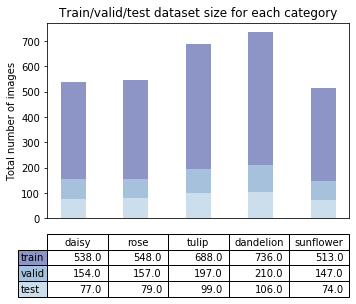 Train/valid/test dataset size for each category
Total number of images
700
600
500
400
300
200
100
0
daisy rose tulip dandelion sunflower
train 538.0 548.0 688.0 736.0 513.0
valid 154.0 157.0 197.0 210.0 147.0
test 77.0 79.0 99.0 106.0 74.0